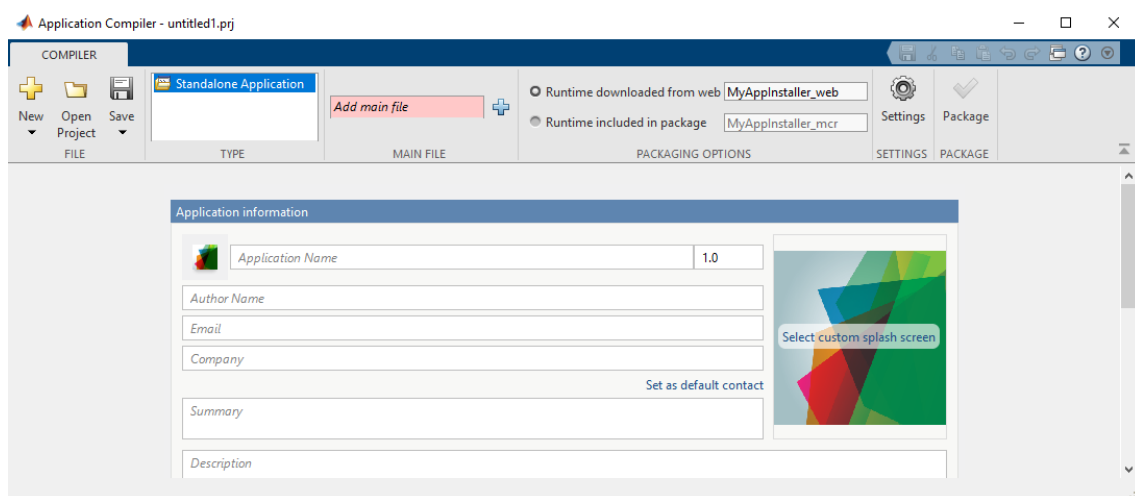 Application Compiler - untitled1.prj
COMPILER
New
Open Project
Save
FILE
Standalone Application
TYPE
Add main file
MAIN FILE
Runtime downloaded from web MyAppInstaller_web
Runtime included in package MyAppInstaller_mcr
PACKAGING OPTIONS
Settings
SETTINGS
Package
PACKAGE
Application information
Application Name 1.0
Author Name
Email
Company
Set as default contact
Select custom splash screen
Summary
Description